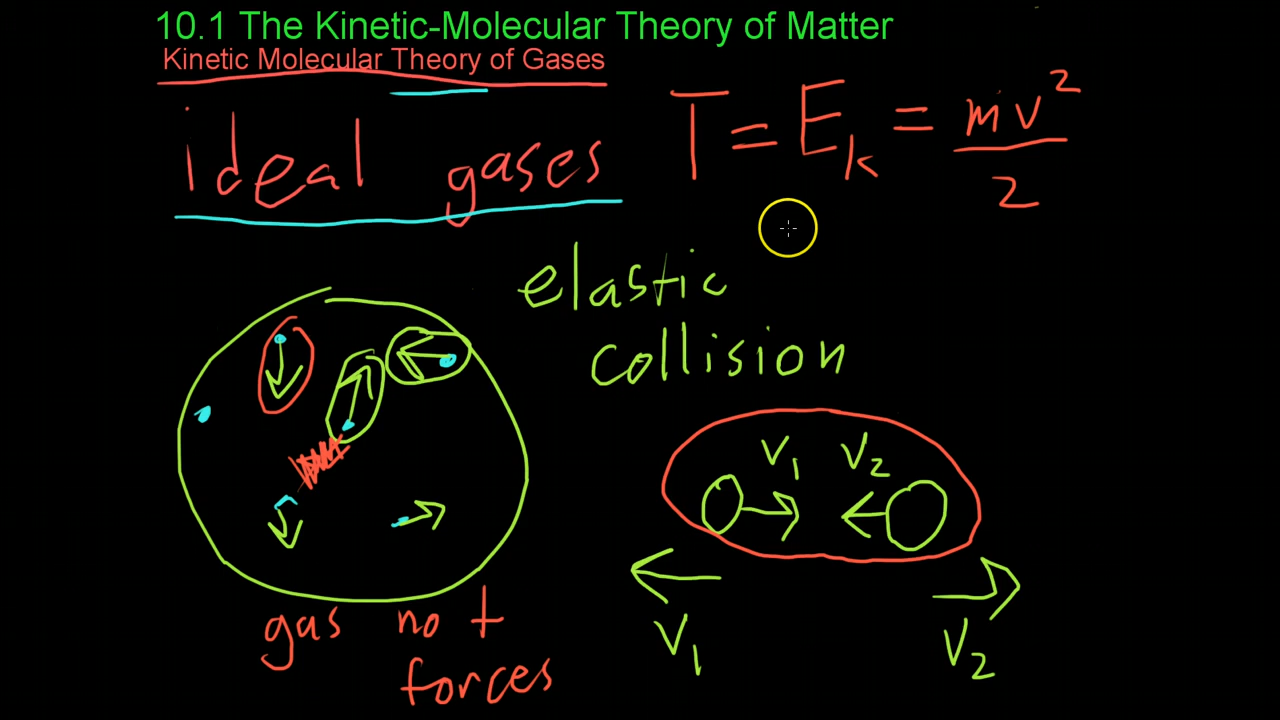 10.1 The Kinetic-Molecular Theory of Matter
Kinetic Molecular Theory of Gases
ideal gases
T = Eₖ = mv²/2
elastic
collision
V₁ V₂
V₁ V₂
gas no t
forces